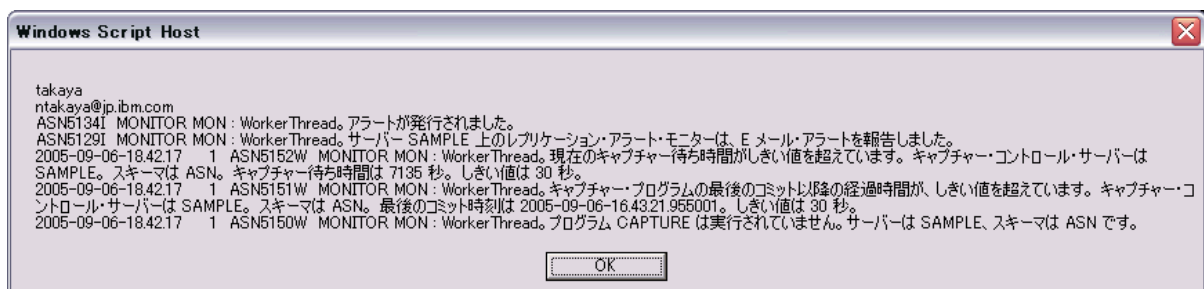 Windows Script Host
takaya
ntakaya@jp.ibm.com
ASN5134I MONITOR MON : WorkerThread。アラートが発行されました。
ASN5129I MONITOR MON : WorkerThread。サーバー SAMPLE 上のレプリケーション・アラート・モニターは、E メール・アラートを報告しました。
2005-09-06-18.42.17 1 ASN5152W MONITOR MON : WorkerThread。現在のキャプチャー待ち時間がしきい値を超えています。キャプチャー・コントロール・サーバーは
SAMPLE。スキーマは ASN。キャプチャー待ち時間は 7135 秒。しきい値は 30 秒。
2005-09-06-18.42.17 1 ASN5151W MONITOR MON : WorkerThread。キャプチャー・プログラムの最後のコミット以降の経過時間が、しきい値を超えています。キャプチャー・コ
ントロール・サーバーは SAMPLE。スキーマは ASN。最後のコミット時刻は 2005-09-06-16.43.21.955001。しきい値は 30 秒。
2005-09-06-18.42.17 1 ASN5150W MONITOR MON : WorkerThread。プログラム CAPTURE は実行されていません。サーバーは SAMPLE、スキーマは ASN です。
OK